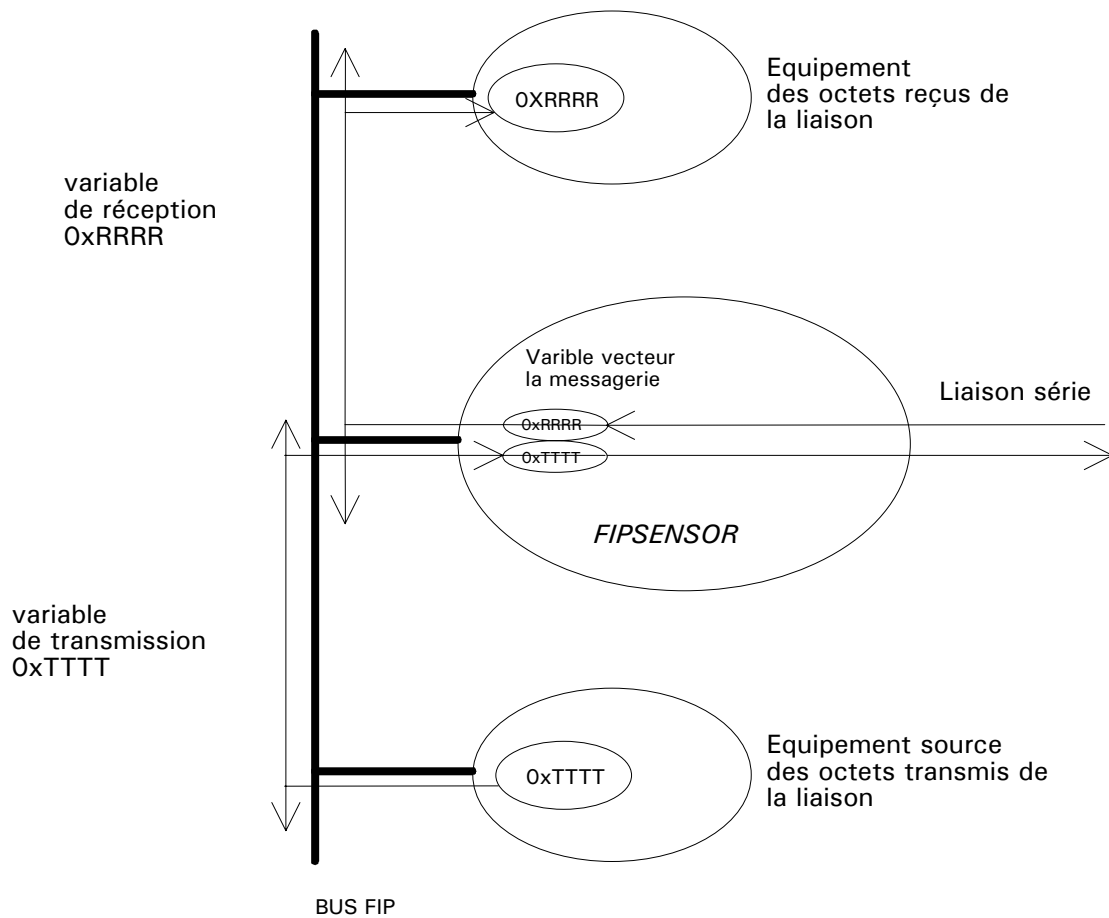 Equipement
des octets reçus de
la liaison
0XRRRR
variable
de réception
0xRRRR
Varible vecteur
la messagerie
Liaison série
0xRRRR
0xTTTT
FIPSENSOR
variable
de transmission
0xTTTT
Equipement source
des octets transmis de
la liaison
0xTTTT
BUS FIP